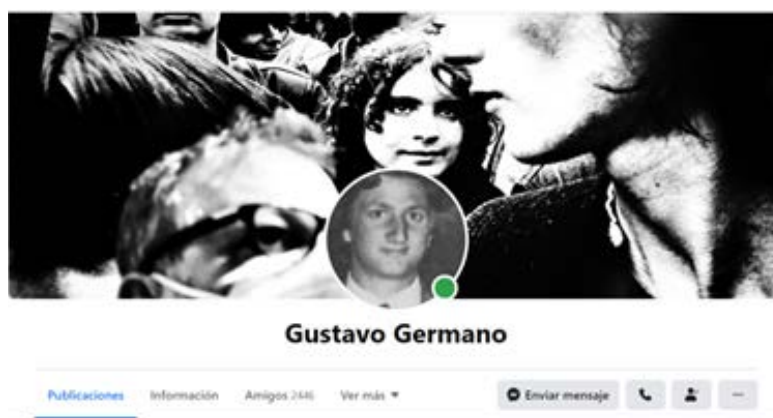 Gustavo Germano
Publicaciones Información Amigos 2446 Ver más Enviar mensaje